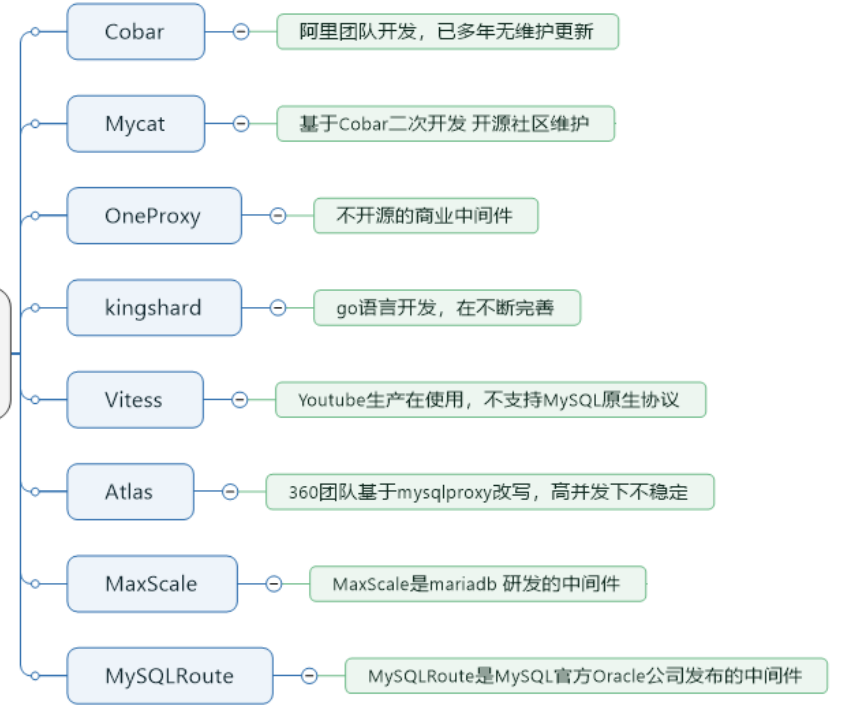 Cobar
阿里团队开发，已多年无维护更新
Mycat
基于Cobar二次开发 开源社区维护
OneProxy
不开源的商业中间件
kingshard
go语言开发，在不断完善
Vitess
Youtube生产在使用，不支持MySQL原生协议
Atlas
360团队基于mysqlproxy改写，高并发下不稳定
MaxScale
MaxScale是mariadb 研发的中间件
MySQLRoute
MySQLRoute是MySQL官方Oracle公司发布的中间件